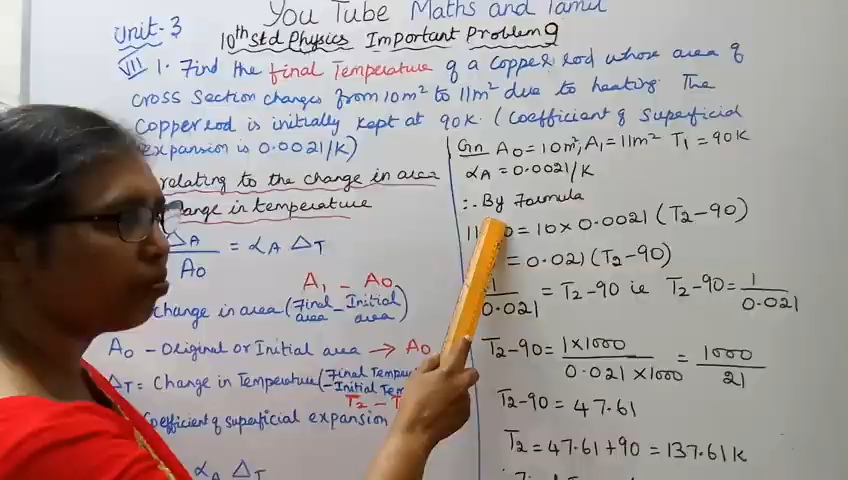 You Tube Maths and Tamil
Unit-3
10th Std Physics Important Problem 9
VIII 1. Find the final Temperature of a copper rod whose area of
cross section changes from 10m² to 11m² due to heating. The
Copper rod is initially kept at 90K. (Coefficient of Superficial
expansion is 0.0021/K)
relating to the change in area
change in temperature
ΔA/A₀ = αA ΔT
A₁ – A₀
change in area (Final area – Initial area)
A₀ – Original or Initial area → A₀
ΔT = Change in Temperature (Final
– Initial
T₂ –
Coefficient of superficial expansion
αA ΔT
Gn A₀ = 10m², A₁ = 11m² T₁ = 90K
αA = 0.0021/K
∴ By Formula
= 10 × 0.0021 (T₂ – 90)
= 0.021 (T₂ – 90)
1/0.021 = T₂ – 90 ie T₂ – 90 = 1/0.021
T₂ – 90 = 1×1000/0.021×1000 = 1000/21
T₂ – 90 = 47.61
T₂ = 47.61 + 90 = 137.61K